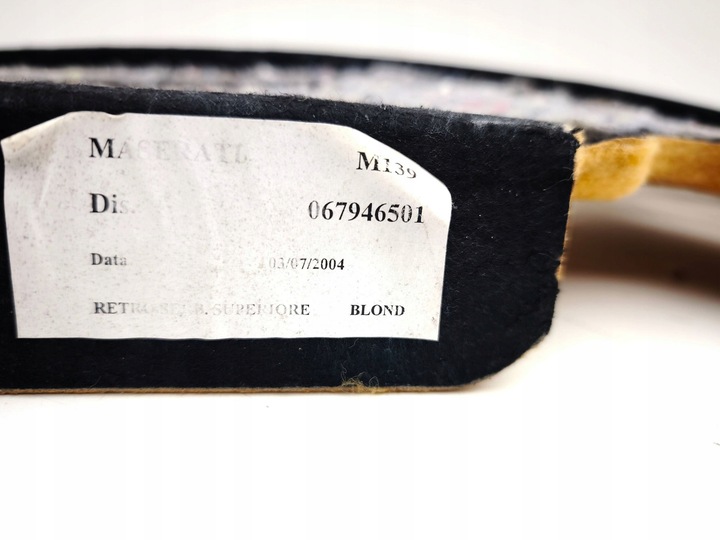 MASERATI M139
Dis. 067946501
Data 03/07/2004
SUPERIORE BLOND